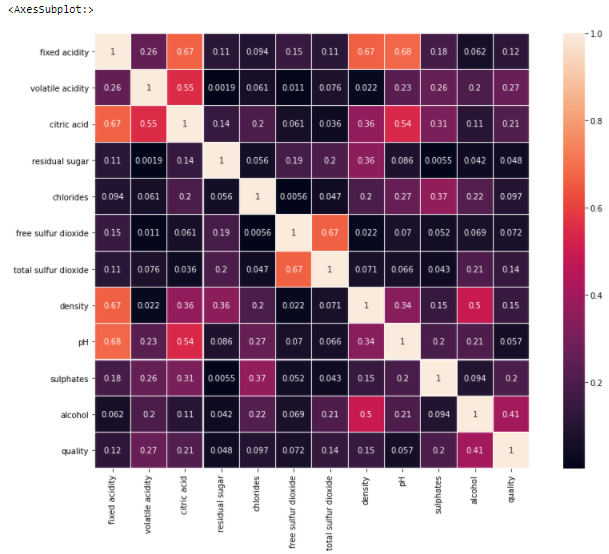 <AxesSubplot:>
1.0
fixed acidity 1 0.26 0.67 0.11 0.094 0.15 0.11 0.67 0.68 0.18 0.062 0.12
volatile acidity 0.26 1 0.55 0.0019 0.061 0.011 0.076 0.022 0.23 0.26 0.2 0.27
0.8
citric acid 0.67 0.55 1 0.14 0.2 0.061 0.036 0.36 0.54 0.31 0.11 0.21
residual sugar 0.11 0.0019 0.14 1 0.056 0.19 0.2 0.36 0.086 0.0055 0.042 0.048
chlorides 0.094 0.061 0.2 0.056 1 0.0056 0.047 0.2 0.27 0.37 0.22 0.097
0.6
free sulfur dioxide 0.15 0.011 0.061 0.19 0.0056 1 0.67 0.022 0.07 0.052 0.069 0.072
total sulfur dioxide 0.11 0.076 0.036 0.2 0.047 0.67 1 0.071 0.066 0.043 0.21 0.14
0.4
density 0.67 0.022 0.36 0.36 0.2 0.022 0.071 1 0.34 0.15 0.5 0.15
pH 0.68 0.23 0.54 0.086 0.27 0.07 0.066 0.34 1 0.2 0.21 0.057
sulphates 0.18 0.26 0.31 0.0055 0.37 0.052 0.043 0.15 0.2 1 0.094 0.2
0.2
alcohol 0.062 0.2 0.11 0.042 0.22 0.069 0.21 0.5 0.21 0.094 1 0.41
quality 0.12 0.27 0.21 0.048 0.097 0.072 0.14 0.15 0.057 0.2 0.41 1
fixed acidity
volatile acidity
citric acid
residual sugar
chlorides
free sulfur dioxide
total sulfur dioxide
density
pH
sulphates
alcohol
quality